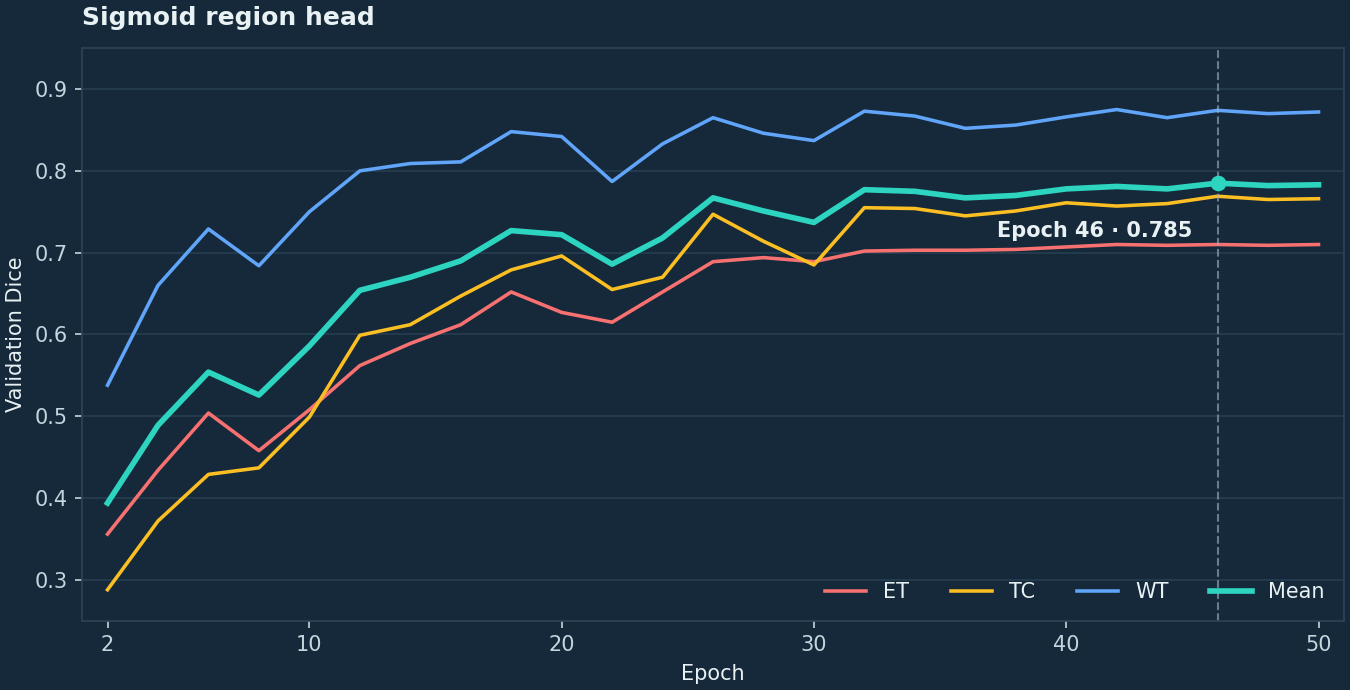 Sigmoid region head
0.9
0.8
0.7
0.6
0.5
0.4
0.3
Validation Dice
Epoch 46 · 0.785
ET TC WT Mean
2 10 20 30 40 50
Epoch